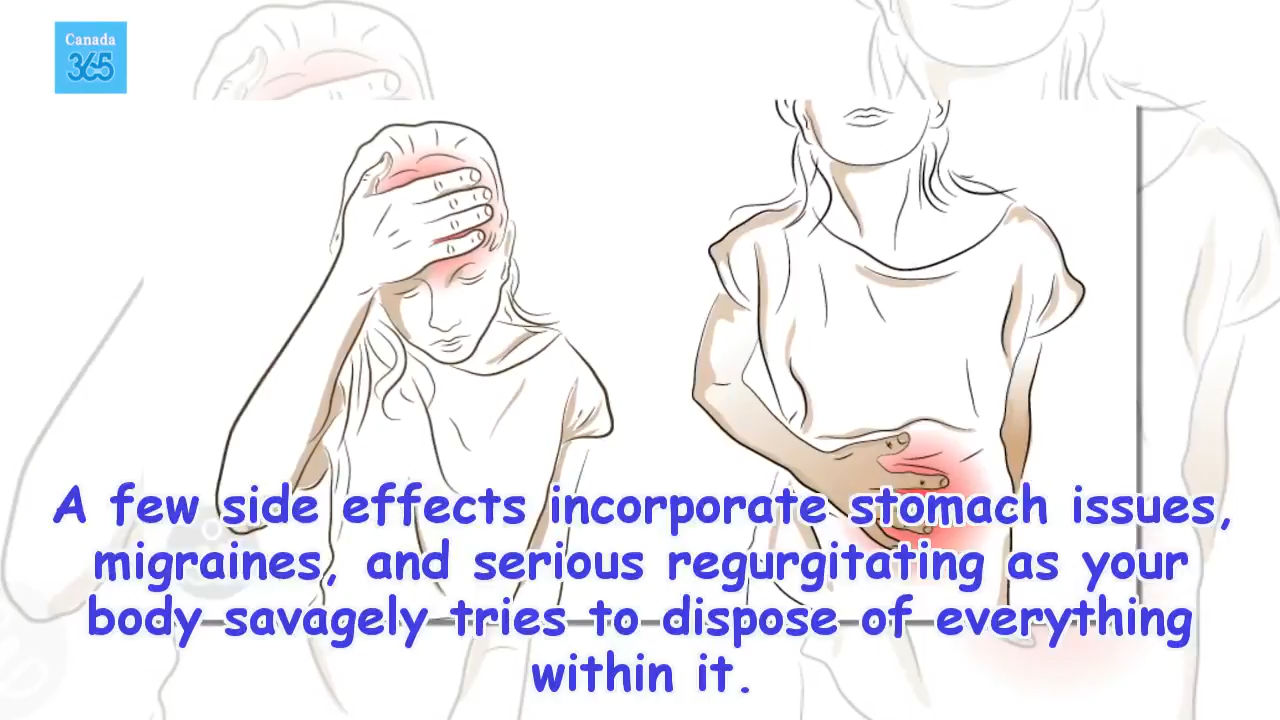 Canada
365
A few side effects incorporate stomach issues,
migraines, and serious regurgitating as your
body savagely tries to dispose of everything
within it.